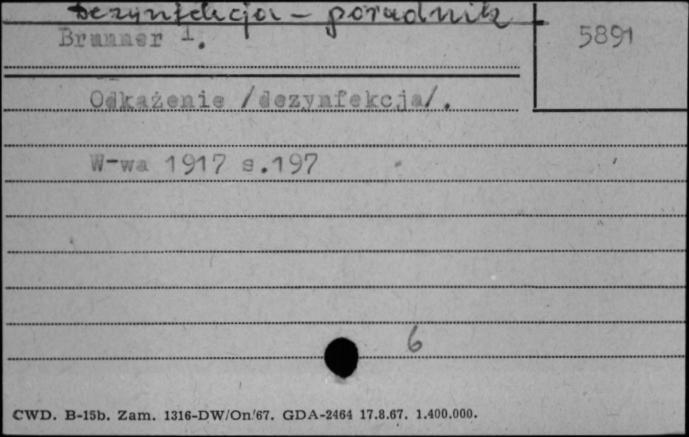 Dezynfekcja – poradnik
Brunner 1.
5891
Odkażenie /dezynfekcja/.
W-wa 1917 s.197
6
CWD. B-15b. Zam. 1316-DW/On/67. GDA-2464 17.8.67. 1.400.000.